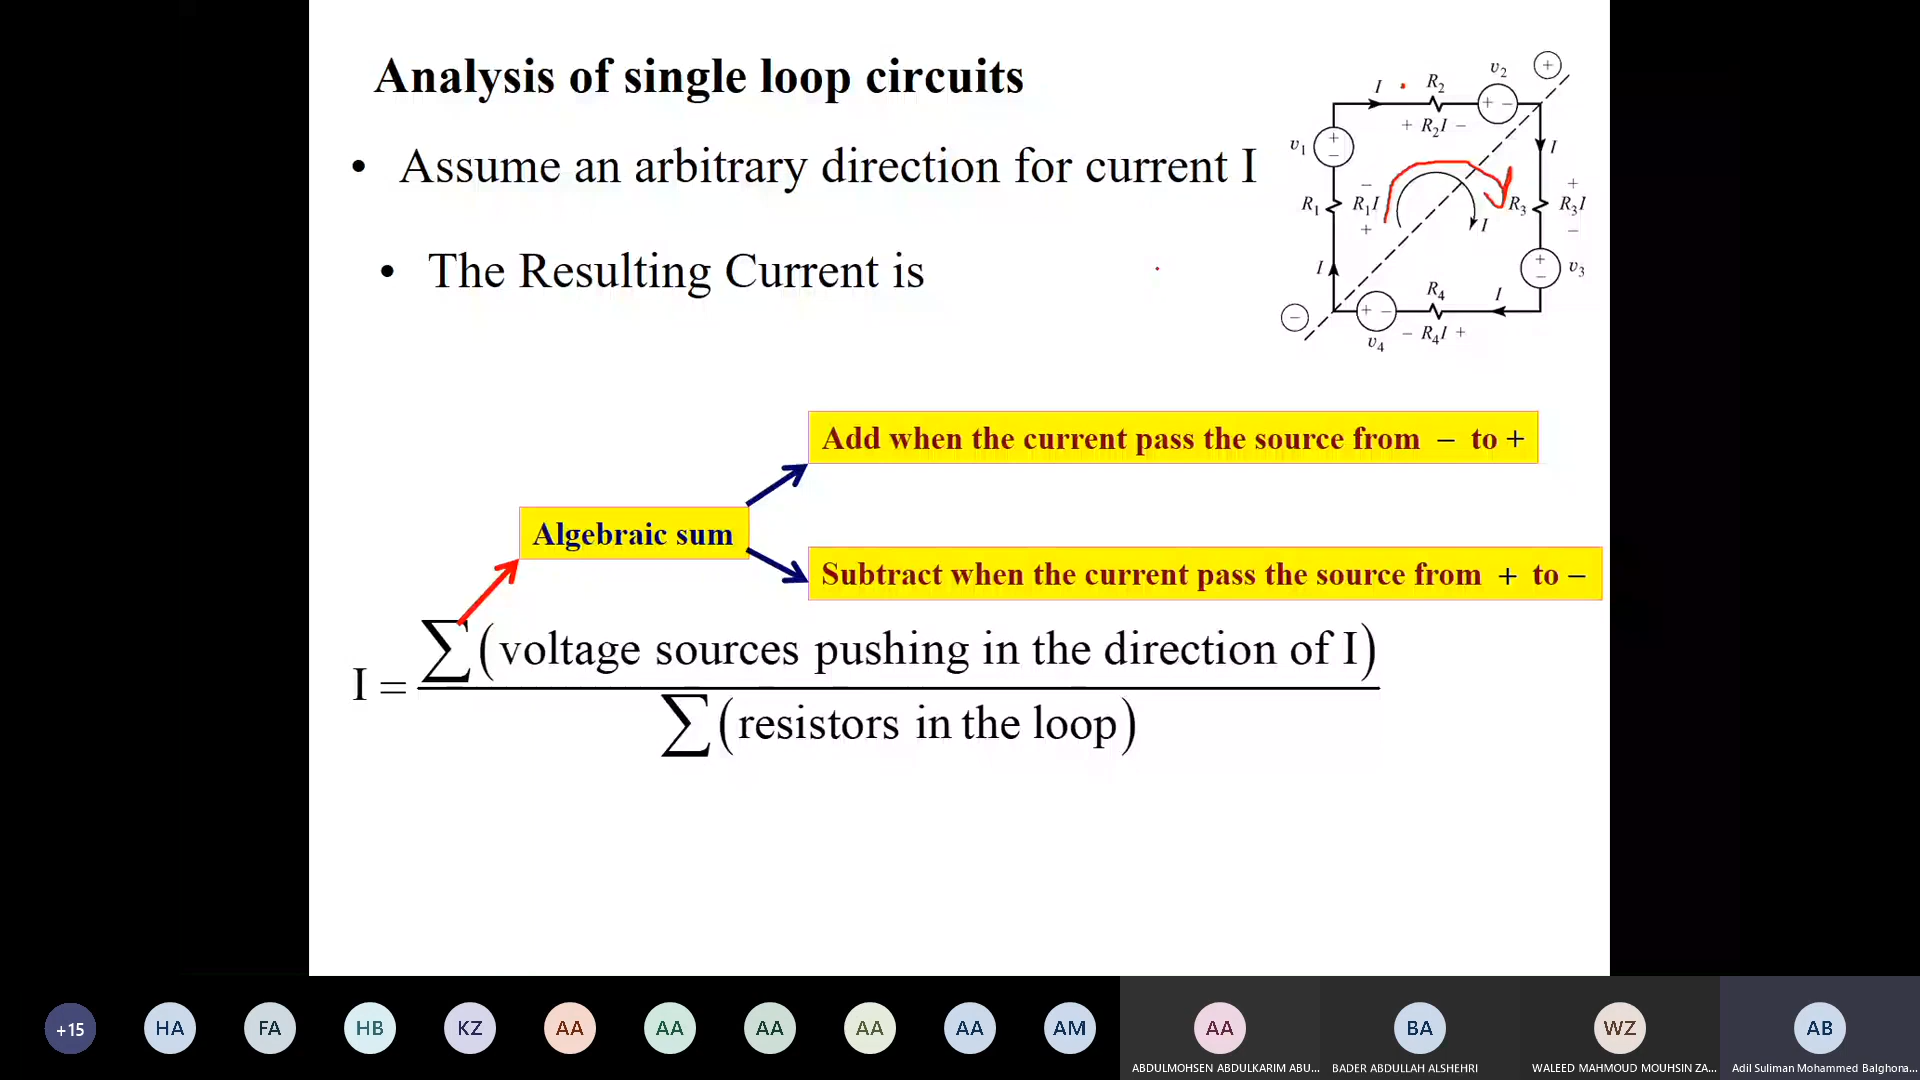 Analysis of single loop circuits
• Assume an arbitrary direction for current I
• The Resulting Current is
I R₂ v₂ +
+ R₂I −
+ −
v₁ + −
I
R₁ − R₁I +
I
R₃ + R₃I −
I
+ − v₃
R₄ I
−
+ −
v₄ − R₄I +
Add when the current pass the source from − to +
Algebraic sum
Subtract when the current pass the source from + to −
I = ∑(voltage sources pushing in the direction of I)
∑(resistors in the loop)
+15 HA FA HB KZ AA AA AA AA AA AM AA BA WZ AB
ABDULMOHSEN ABDULKARIM ABU... BADER ABDULLAH ALSHEHRI WALEED MAHMOUD MOUHSIN ZA... Adil Suliman Mohammed Balghona...